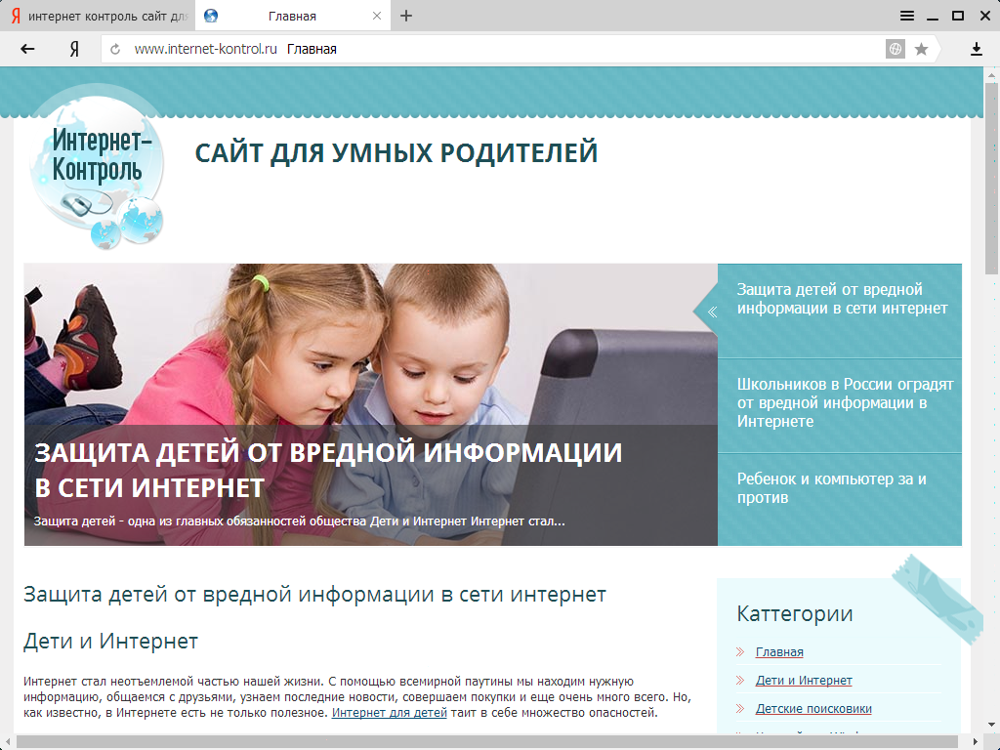 интернет контроль сайт для
Главная
www.internet-kontrol.ru Главная
Интернет-
Контроль
САЙТ ДЛЯ УМНЫХ РОДИТЕЛЕЙ
ЗАЩИТА ДЕТЕЙ ОТ ВРЕДНОЙ ИНФОРМАЦИИ
В СЕТИ ИНТЕРНЕТ
Защита детей - одна из главных обязанностей общества Дети и Интернет Интернет стал...
Защита детей от вредной
информации в сети интернет
Школьников в России оградят
от вредной информации в
Интернете
Ребенок и компьютер за и
против
Защита детей от вредной информации в сети интернет
Дети и Интернет
Интернет стал неотъемлемой частью нашей жизни. С помощью всемирной паутины мы находим нужную
информацию, общаемся с друзьями, узнаем последние новости, совершаем покупки и еще очень много всего. Но,
как известно, в Интернете есть не только полезное. Интернет для детей таит в себе множество опасностей.
Каттегории
Главная
Дети и Интернет
Детские поисковики